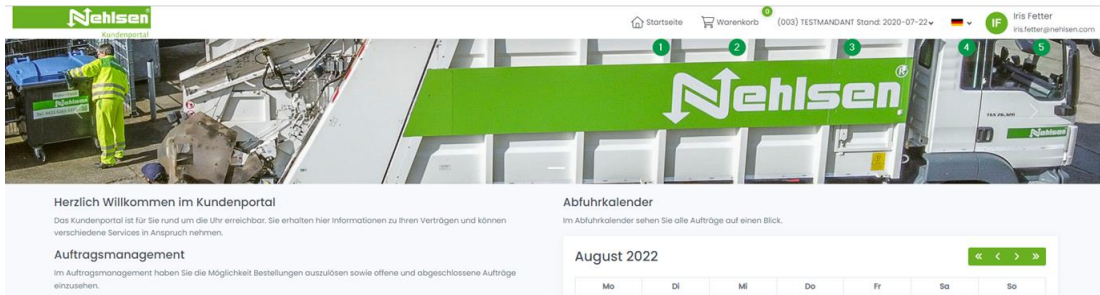 Nehlsen®
Kundenportal
Startseite
Warenkorb
0
(003) TESTMANDANT Stand: 2020-07-22
IF
Iris Fetter
iris.fetter@nehlsen.com
1
2
3
4
5
Nehlsen®
Nehlsen
Herzlich Willkommen im Kundenportal
Das Kundenportal ist für Sie rund um die Uhr erreichbar. Sie erhalten hier Informationen zu Ihren Verträgen und können
verschiedene Services in Anspruch nehmen.
Auftragsmanagement
Im Auftragsmanagement haben Sie die Möglichkeit Bestellungen auszulösen sowie offene und abgeschlossene Aufträge
einzusehen.
Abfuhrkalender
Im Abfuhrkalender sehen Sie alle Aufträge auf einen Blick.
August 2022
Mo Di Mi Do Fr Sa So